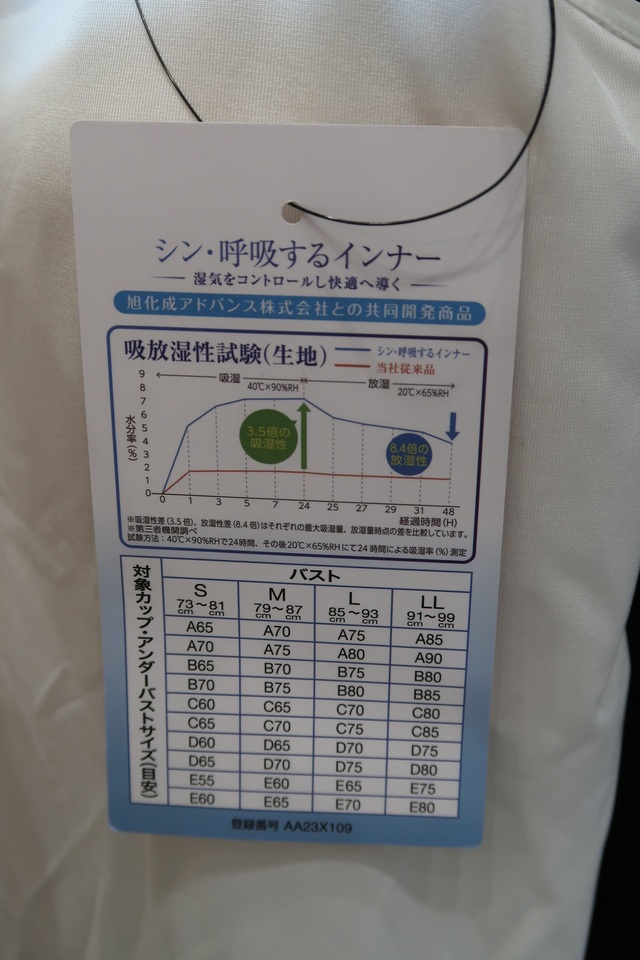 シン・呼吸するインナー
湿気をコントロールし快適へ導く
旭化成アドバンス株式会社との共同開発商品
吸放湿性試験(生地)
シン・呼吸するインナー
当社従来品
水分率(%)
9
8
7
6
5
4
3
2
1
0
吸湿
40℃×90%RH
放湿
20℃×65%RH
3.5倍の
吸湿性
8.4倍の
放湿性
0 1 3 5 7 24 25 27 29 31 48
経過時間(H)
※吸湿性差(3.5倍)、放湿性差(8.4倍)はそれぞれの最大吸湿量、放湿量時点の差を比較しています。
※第三者機関調べ
試験方法:40℃×90%RHで24時間、その後20℃×65%RHにて24時間による吸湿率(%)測定
対象カップ・アンダーバストサイズ(目安)
バスト
S M L LL
73~81 79~87 85~93 91~99
cm cm cm cm cm cm cm cm
A65 A70 A75 A85
A70 A75 A80 A90
B65 B70 B75 B80
B70 B75 B80 B85
C60 C65 C70 C80
C65 C70 C75 C85
D60 D65 D70 D75
D65 D70 D75 D80
E55 E60 E65 E75
E60 E65 E70 E80
登録番号 AA23X109